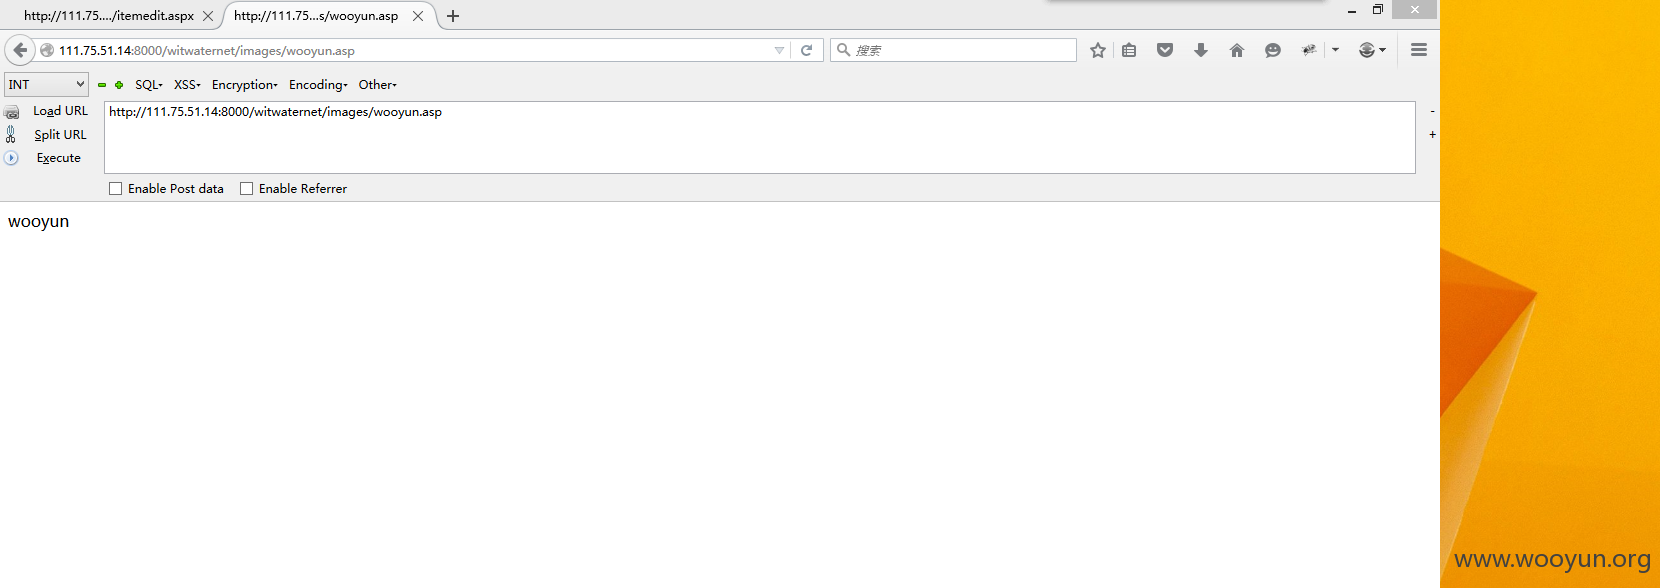 http://111.75..../itemedit.aspx
http://111.75...s/wooyun.asp
111.75.51.14:8000/witwaternet/images/wooyun.asp
搜索
INT
SQL
XSS
Encryption
Encoding
Other
Load URL
Split URL
Execute
http://111.75.51.14:8000/witwaternet/images/wooyun.asp
-
+
Enable Post data
Enable Referrer
wooyun
www.wooyun.org